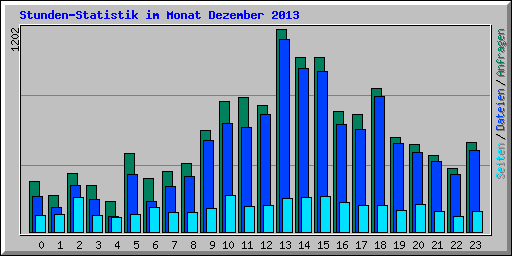 Stunden-Statistik im Monat Dezember 2013
1202
Seiten / Dateien / Anfragen
0 1 2 3 4 5 6 7 8 9 10 11 12 13 14 15 16 17 18 19 20 21 22 23